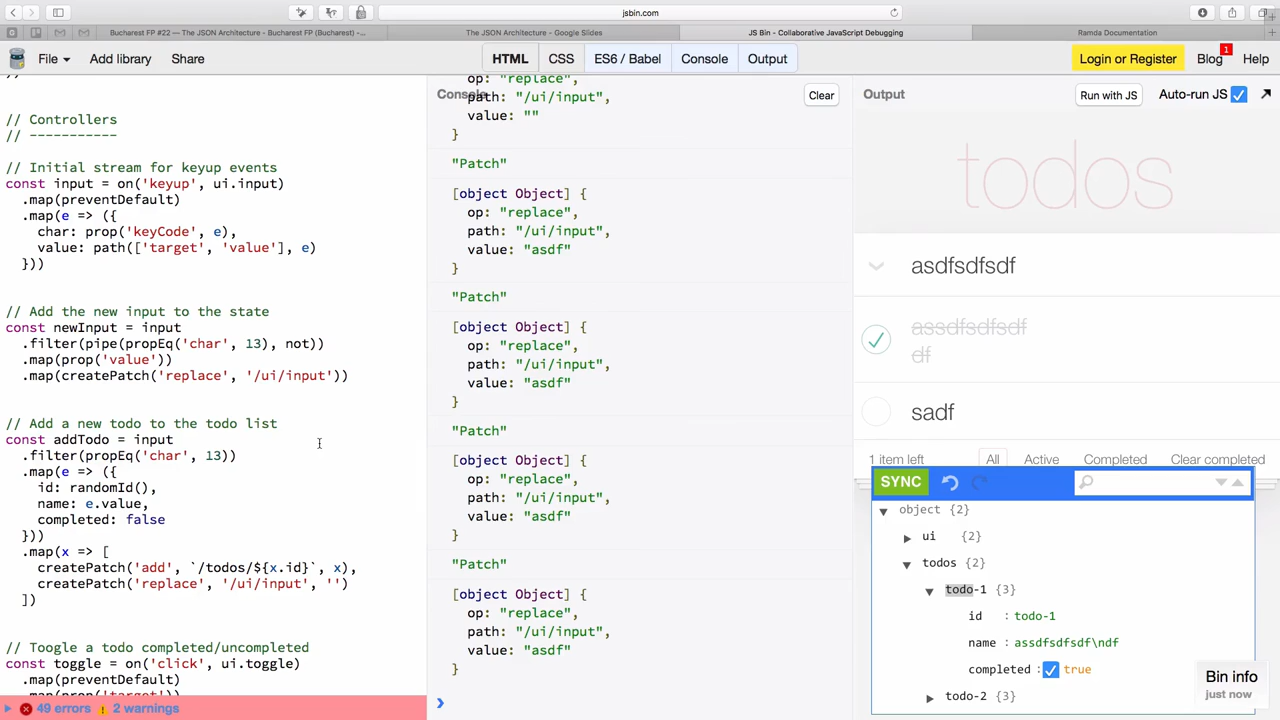 jsbin.com
Bucharest FP #22 — The JSON Architecture - Bucharest FP (Bucharest) -...
The JSON Architecture - Google Slides
JS Bin - Collaborative JavaScript Debugging
Ramda Documentation
File
Add library
Share
HTML
CSS
ES6 / Babel
Console
Output
Login or Register
Blog
1
Help
// Controllers
// -----------
// Initial stream for keyup events
const input = on('keyup', ui.input)
.map(preventDefault)
.map(e => ({
char: prop('keyCode', e),
value: path(['target', 'value'], e)
}))
// Add the new input to the state
const newInput = input
.filter(pipe(propEq('char', 13), not))
.map(prop('value'))
.map(createPatch('replace', '/ui/input'))
// Add a new todo to the todo list
const addTodo = input
.filter(propEq('char', 13))
.map(e => ({
id: randomId(),
name: e.value,
completed: false
}))
.map(x => [
createPatch('add', `/todos/${x.id}`, x),
createPatch('replace', '/ui/input', '')
])
// Toogle a todo completed/uncompleted
const toggle = on('click', ui.toggle)
.map(preventDefault)
.map(prop('target'))
49 errors
2 warnings
Console
Clear
op: "replace",
path: "/ui/input",
value: ""
}
"Patch"
[object Object] {
op: "replace",
path: "/ui/input",
value: "asdf"
}
"Patch"
[object Object] {
op: "replace",
path: "/ui/input",
value: "asdf"
}
"Patch"
[object Object] {
op: "replace",
path: "/ui/input",
value: "asdf"
}
"Patch"
[object Object] {
op: "replace",
path: "/ui/input",
value: "asdf"
}
Output
Run with JS
Auto-run JS
todos
asdfsdfsdf
assdfsdfsdf
df
sadf
1 item left
All
Active
Completed
Clear completed
SYNC
object {2}
ui {2}
todos {2}
todo-1 {3}
id : todo-1
name : assdfsdfsdf\ndf
completed : true
todo-2 {3}
Bin info
just now